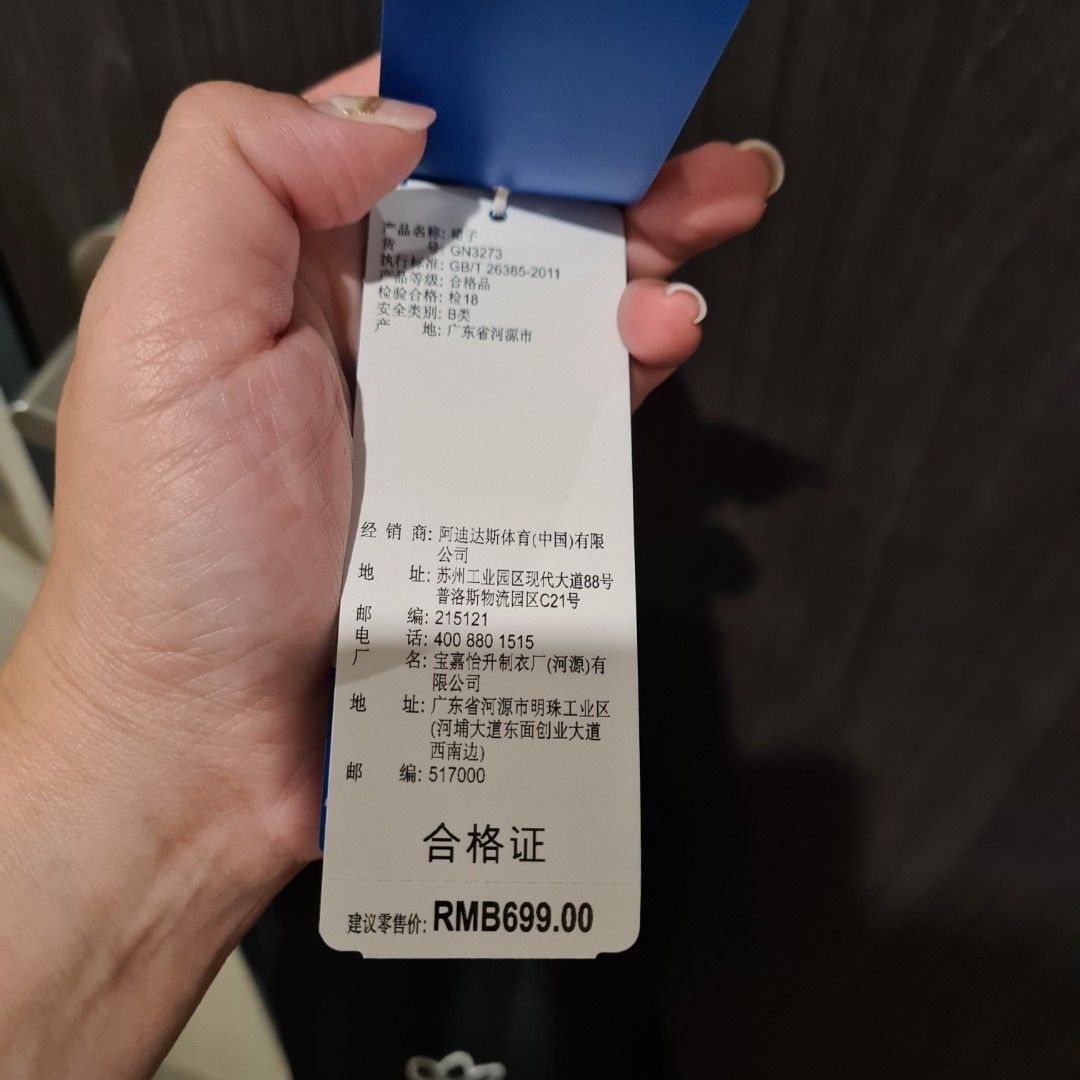 产品名称:
货 号: GN3273
执行标准: GB/T 26385-2011
产品等级: 合格品
检验合格: 检18
安全类别: B类
产 地: 广东省河源市
经 销 商: 阿迪达斯体育(中国)有限
公司
地 址: 苏州工业园区现代大道88号
普洛斯物流园区C21号
邮 编: 215121
电 话: 400 880 1515
厂 名: 宝嘉怡升制衣厂(河源)有
限公司
地 址: 广东省河源市明珠工业区
(河埔大道东面创业大道
西南边)
邮 编: 517000
合格证
建议零售价: RMB699.00